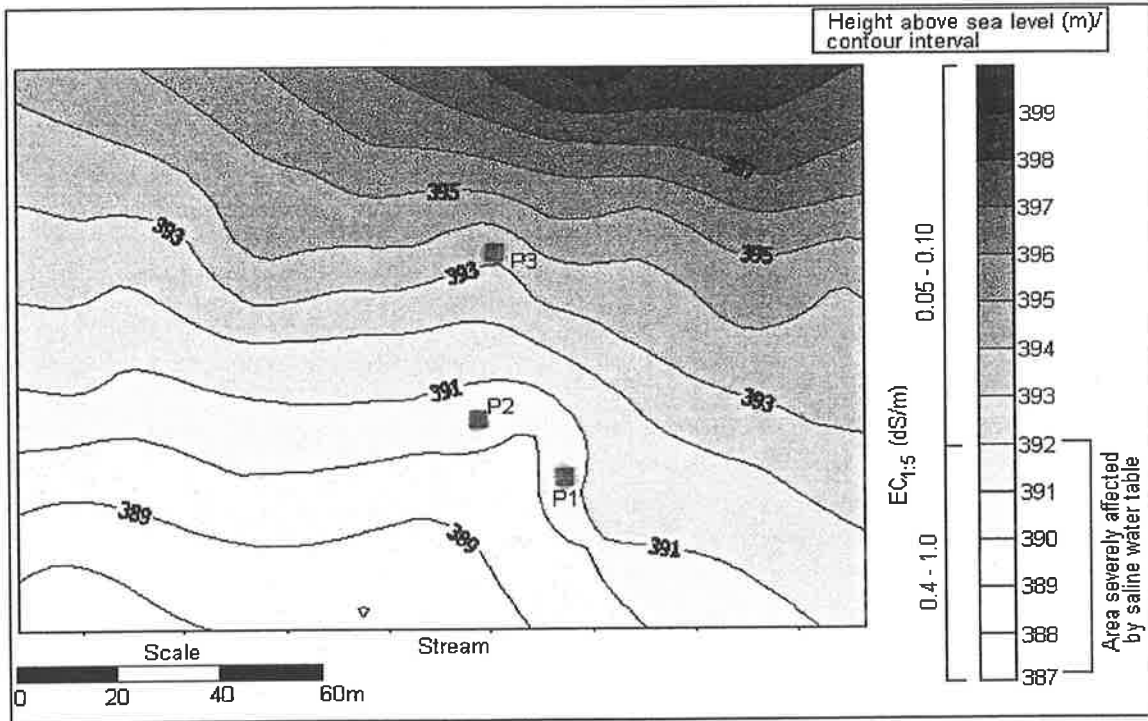 Height above sea level (m)/
contour interval
397
395
395
393
P3
393
391
P2
393
P1
389
389
391
Scale
Stream
0 20 40 60m
0.05 - 0.10
EC1:5 (dS/m)
0.4 - 1.0
399
398
397
396
395
394
393
392
391
390
389
388
387
Area severely affected
by saline water table